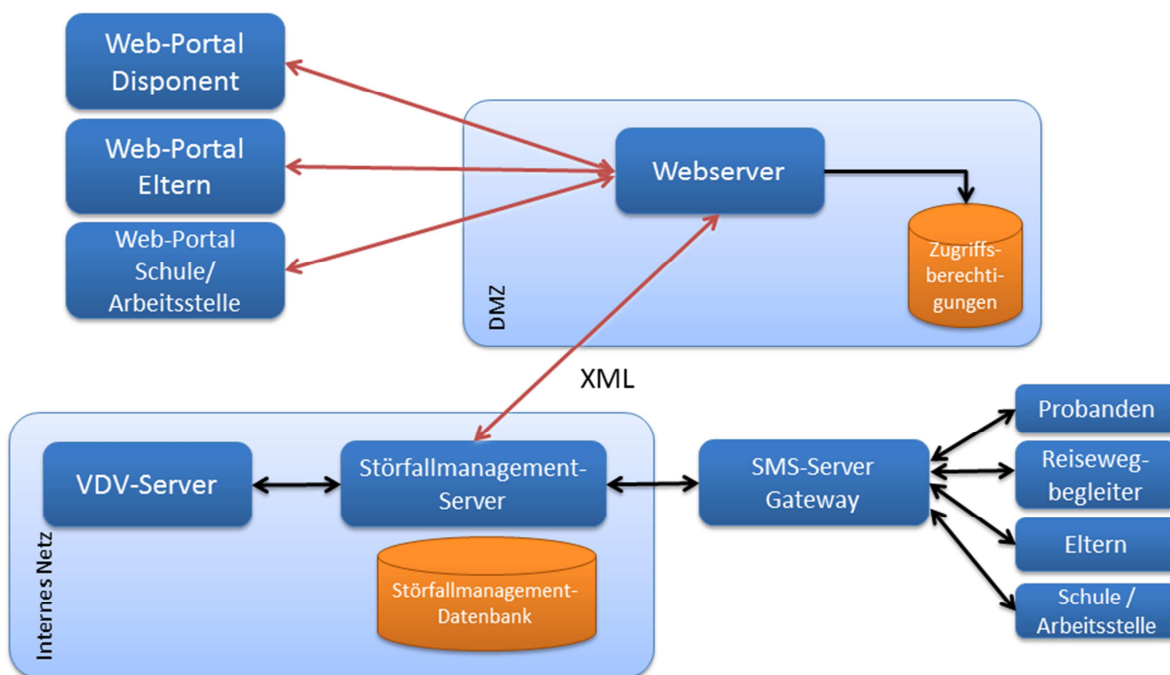 Web-Portal
Disponent
Web-Portal
Eltern
Web-Portal
Schule/
Arbeitsstelle
Webserver
Zugriffs-
berechti-
gungen
DMZ
XML
VDV-Server
Störfallmanagement-
Server
Störfallmanagement-
Datenbank
Internes Netz
SMS-Server
Gateway
Probanden
Reiseweg-
begleiter
Eltern
Schule /
Arbeitsstelle